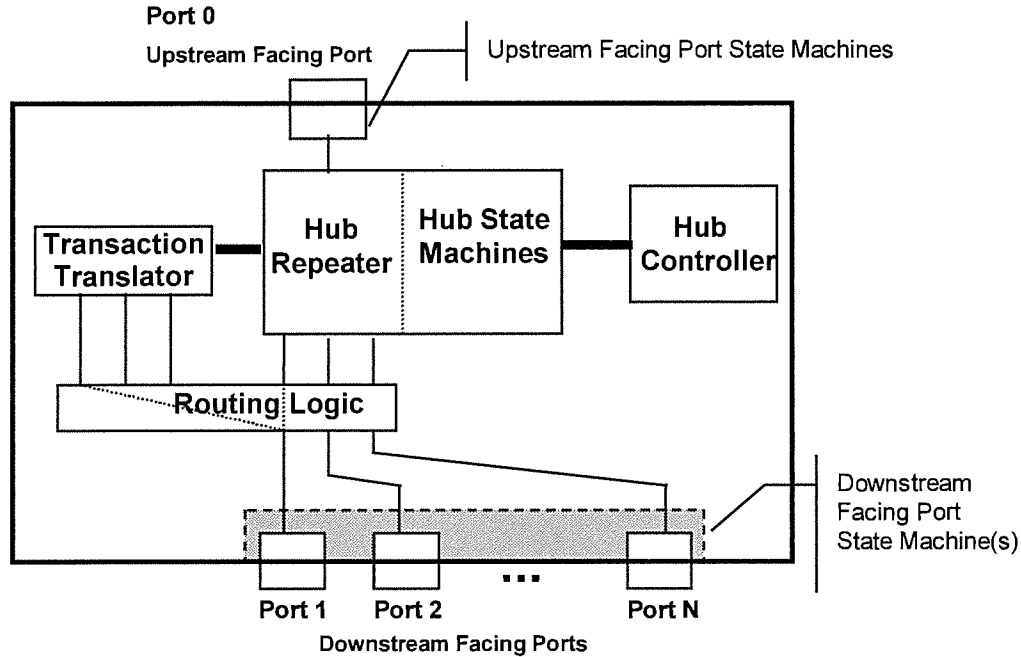 Port 0
Upstream Facing Port
Upstream Facing Port State Machines
Transaction
Translator
Hub
Repeater
Hub State
Machines
Hub
Controller
Routing Logic
Downstream
Facing Port
State Machine(s)
...
Port 1
Port 2
Port N
Downstream Facing Ports